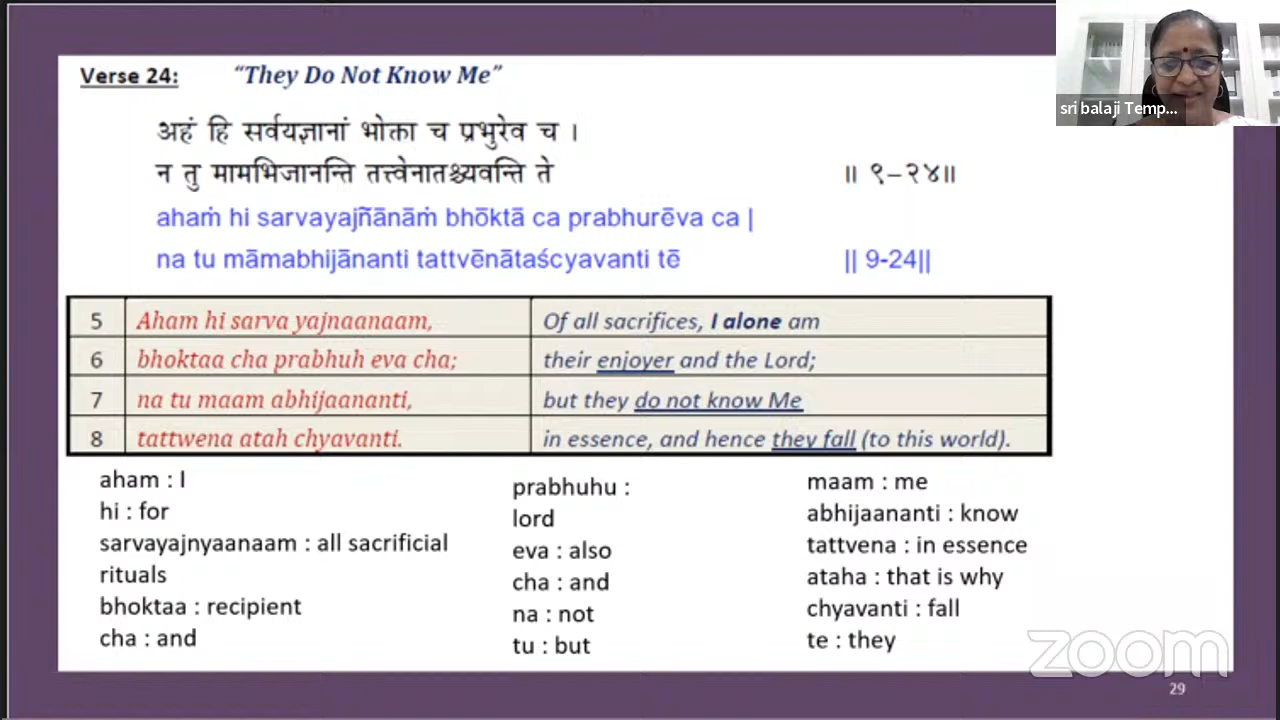 Verse 24: “They Do Not Know Me”
अहं हि सर्वयज्ञानां भोक्ता च प्रभुरेव च ।
न तु मामभिजानन्ति तत्त्वेनातश्च्यवन्ति ते ॥ ९–२४॥
ahaṁ hi sarvayajñānāṁ bhōktā ca prabhurēva ca |
na tu māmabhijānanti tattvēnātaścyavanti tē || 9-24||
5 Aham hi sarva yajnaanaam, Of all sacrifices, I alone am
6 bhoktaa cha prabhuh eva cha; their enjoyer and the Lord;
7 na tu maam abhijaananti, but they do not know Me
8 tattwena atah chyavanti. in essence, and hence they fall (to this world).
aham : I
hi : for
sarvayajnyaanaam : all sacrificial
rituals
bhoktaa : recipient
cha : and
prabhuhu :
lord
eva : also
cha : and
na : not
tu : but
maam : me
abhijaananti : know
tattvena : in essence
ataha : that is why
chyavanti : fall
te : they
sri balaji Temp...
zoom
29